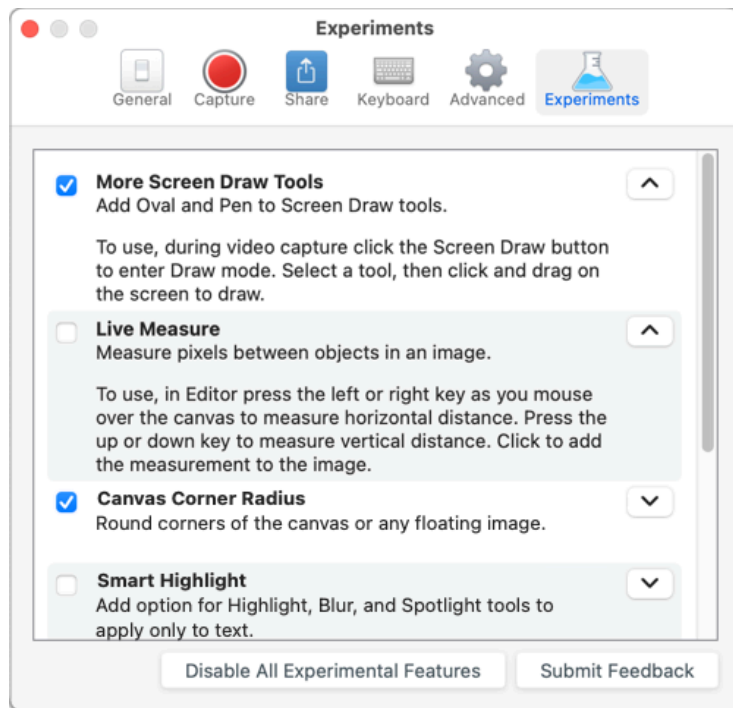 Experiments
General Capture Share Keyboard Advanced Experiments
More Screen Draw Tools
Add Oval and Pen to Screen Draw tools.
To use, during video capture click the Screen Draw button
to enter Draw mode. Select a tool, then click and drag on
the screen to draw.
Live Measure
Measure pixels between objects in an image.
To use, in Editor press the left or right key as you mouse
over the canvas to measure horizontal distance. Press the
up or down key to measure vertical distance. Click to add
the measurement to the image.
Canvas Corner Radius
Round corners of the canvas or any floating image.
Smart Highlight
Add option for Highlight, Blur, and Spotlight tools to
apply only to text.
Disable All Experimental Features Submit Feedback